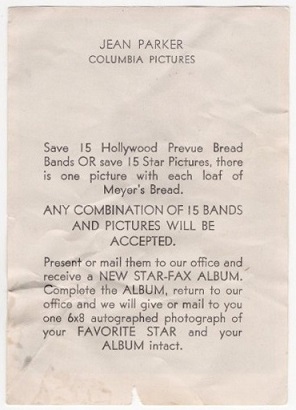 JEAN PARKER
COLUMBIA PICTURES
Save 15 Hollywood Prevue Bread
Bands OR save 15 Star Pictures, there
is one picture with each loaf of
Meyer's Bread.
ANY COMBINATION OF 15 BANDS
AND PICTURES WILL BE
ACCEPTED.
Present or mail them to our office and
receive a NEW STAR-FAX ALBUM.
Complete the ALBUM, return to our
office and we will give or mail to you
one 6x8 autographed photograph of
your FAVORITE STAR and your
ALBUM intact.